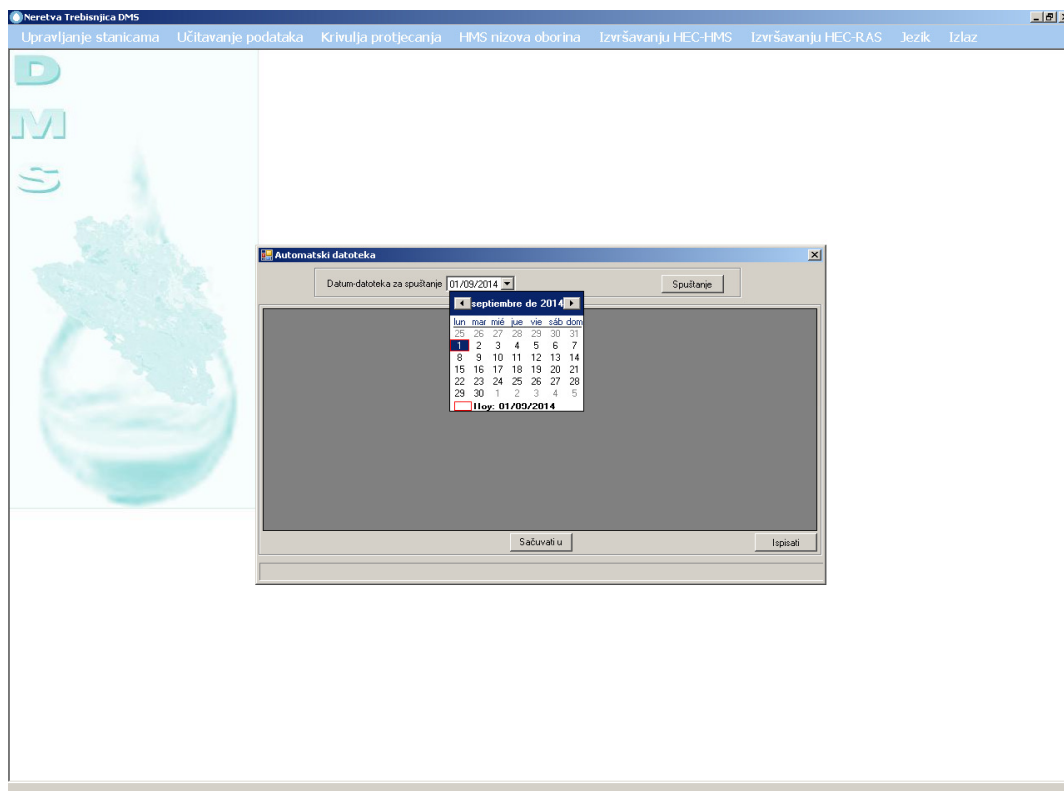 Neretva Trebisnjica DMS
Upravljanje stanicama Učitavanje podataka Krivulja protjecanja HMS nizova oborina Izvršavanju HEC-HMS Izvršavanju HEC-RAS Jezik Izlaz
D
M
S
Automatski datoteka
Datum-datoteka za spuštanje 01/09/2014 Spuštanje
septiembre de 2014
lun mar mié jue vie sáb dom
25 26 27 28 29 30 31
1 2 3 4 5 6 7
8 9 10 11 12 13 14
15 16 17 18 19 20 21
22 23 24 25 26 27 28
29 30 1 2 3 4 5
Hoy: 01/09/2014
Sačuvati u Ispisati